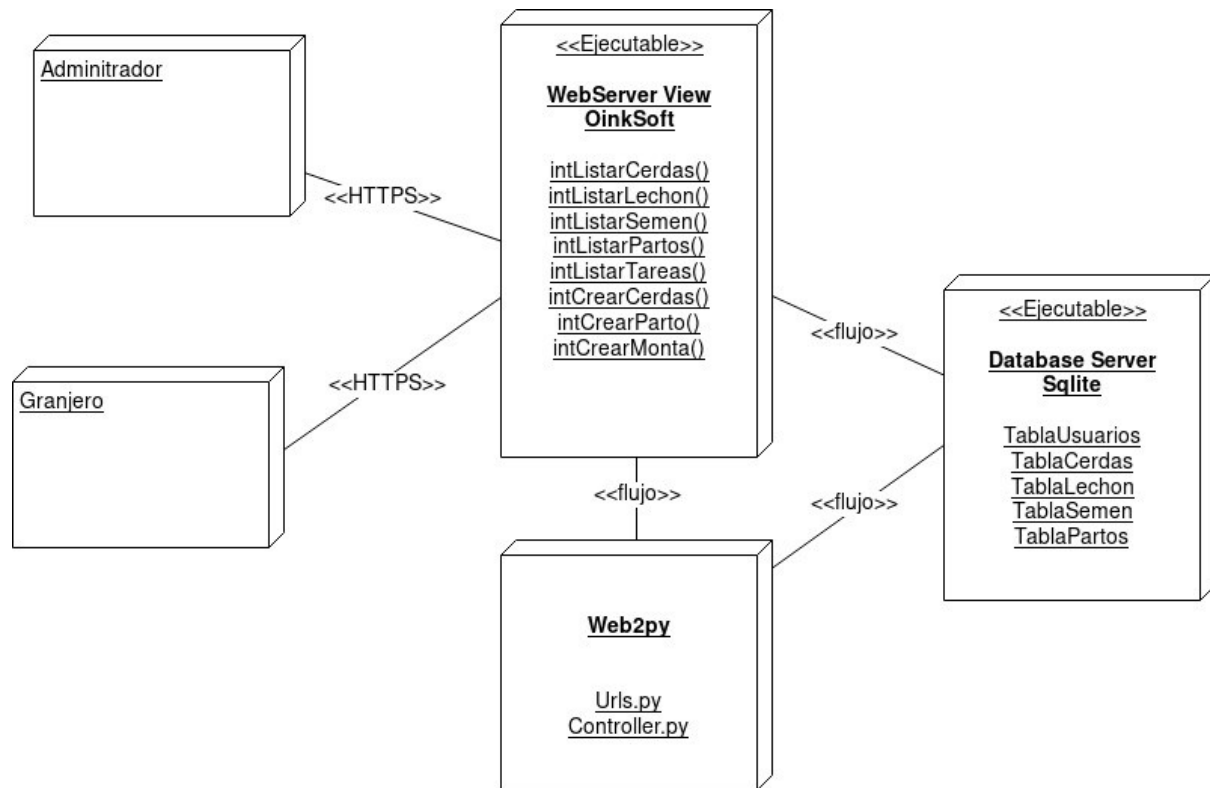 Adminitrador
<<HTTPS>>
Granjero
<<HTTPS>>
<<Ejecutable>>
WebServer View
OinkSoft
intListarCerdas()
intListarLechon()
intListarSemen()
intListarPartos()
intListarTareas()
intCrearCerdas()
intCrearParto()
intCrearMonta()
<<flujo>>
<<flujo>>
<<flujo>>
Web2py
Urls.py
Controller.py
<<Ejecutable>>
Database Server
Sqlite
TablaUsuarios
TablaCerdas
TablaLechon
TablaSemen
TablaPartos